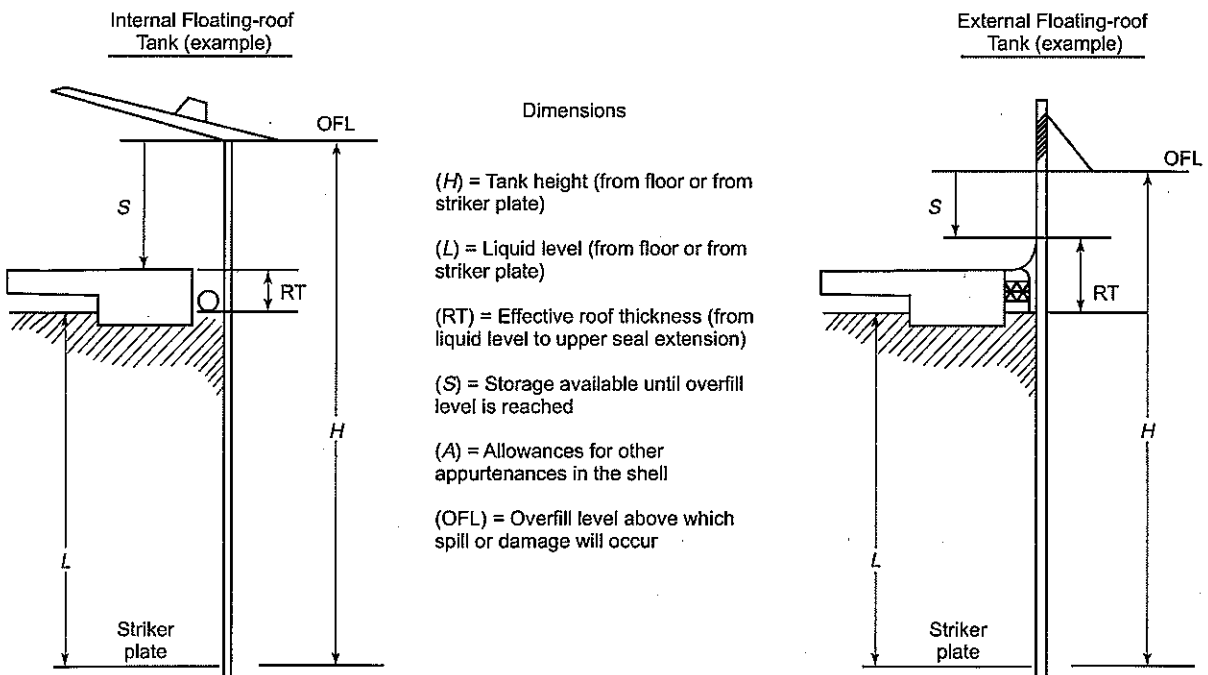 Internal Floating-roof
Tank (example)
OFL
S
RT
H
L
Striker
plate
Dimensions
(H) = Tank height (from floor or from
striker plate)
(L) = Liquid level (from floor or from
striker plate)
(RT) = Effective roof thickness (from
liquid level to upper seal extension)
(S) = Storage available until overfill
level is reached
(A) = Allowances for other
appurtenances in the shell
(OFL) = Overfill level above which
spill or damage will occur
External Floating-roof
Tank (example)
OFL
S
RT
H
L
Striker
plate